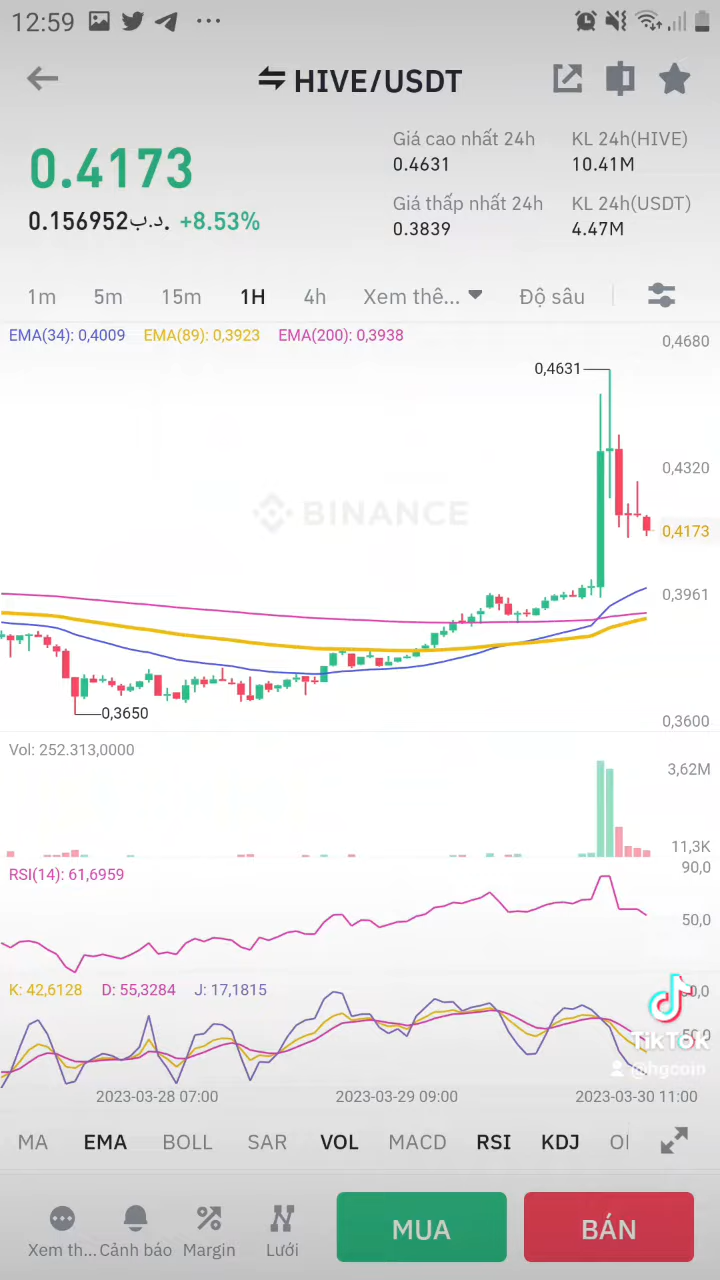 12:59
HIVE/USDT
0.4173
0.156952د.ب. +8.53%
Giá cao nhất 24h
0.4631
KL 24h(HIVE)
10.41M
Giá thấp nhất 24h
0.3839
KL 24h(USDT)
4.47M
1m 5m 15m 1H 4h Xem thê... Độ sâu
EMA(34): 0,4009 EMA(89): 0,3923 EMA(200): 0,3938
0,4680
0,4631
0,4320
BINANCE
0,4173
0,3961
0,3650
0,3600
Vol: 252.313,0000
3,62M
11,3K
90,0
RSI(14): 61,6959
50,0
K: 42,6128 D: 55,3284 J: 17,1815
TikTok
@hgcoin
2023-03-28 07:00 2023-03-29 09:00 2023-03-30 11:00
MA EMA BOLL SAR VOL MACD RSI KDJ
Xem th... Cảnh báo Margin Lưới
MUA
BÁN